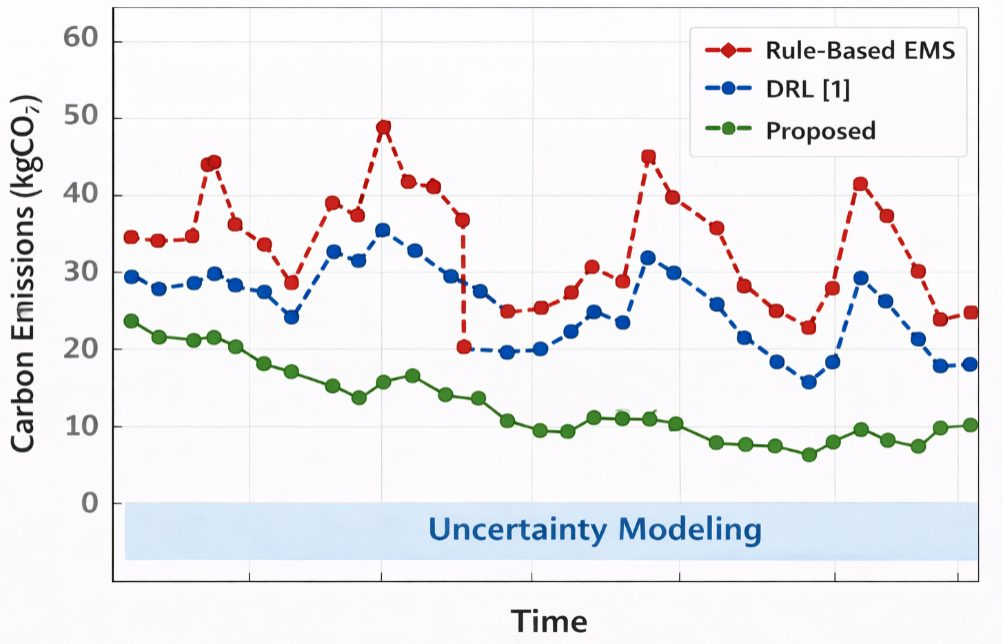 60
50
40
30
20
10
0
Carbon Emissions (kgCO₂)
Rule-Based EMS
DRL [1]
Proposed
Uncertainty Modeling
Time